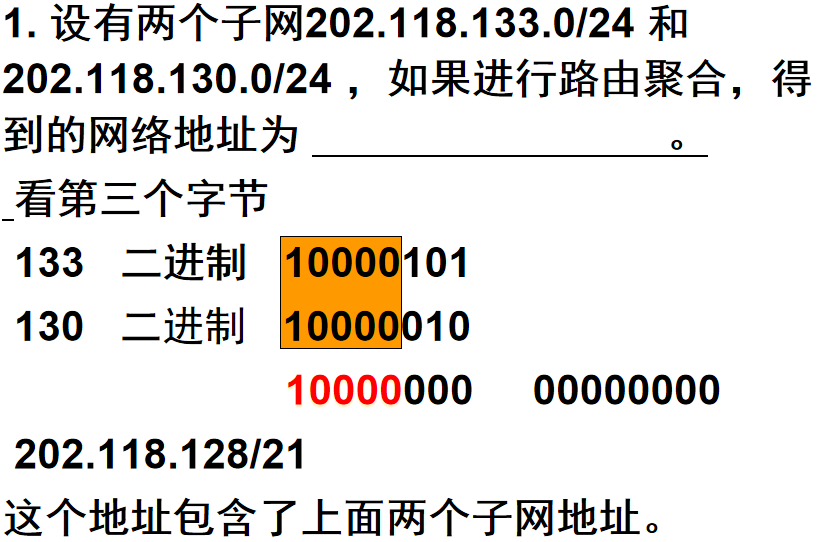 1. 设有两个子网202.118.133.0/24 和
202.118.130.0/24 ，如果进行路由聚合，得
到的网络地址为 ________________。
_看第三个字节
133 二进制 10000101
130 二进制 10000010
10000000 00000000
202.118.128/21
这个地址包含了上面两个子网地址。